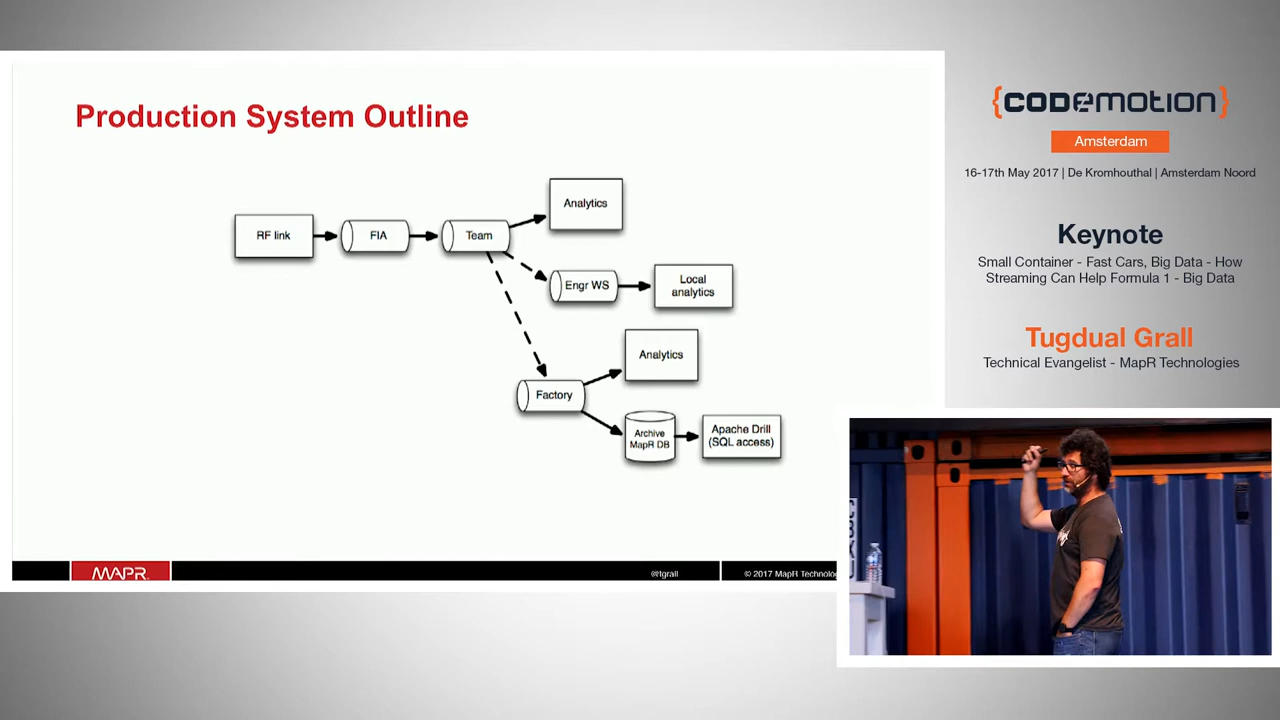 Production System Outline
RF link
FIA
Team
Analytics
Engr WS
Local
analytics
Analytics
Factory
Archive
MapR DB
Apache Drill
(SQL access)
MAPR
@tgrall
© 2017 MapR Technolo
{CODEMOTION}
Amsterdam
16-17th May 2017 | De Kromhouthal | Amsterdam Noord
Keynote
Small Container - Fast Cars, Big Data - How
Streaming Can Help Formula 1 - Big Data
Tugdual Grall
Technical Evangelist - MapR Technologies